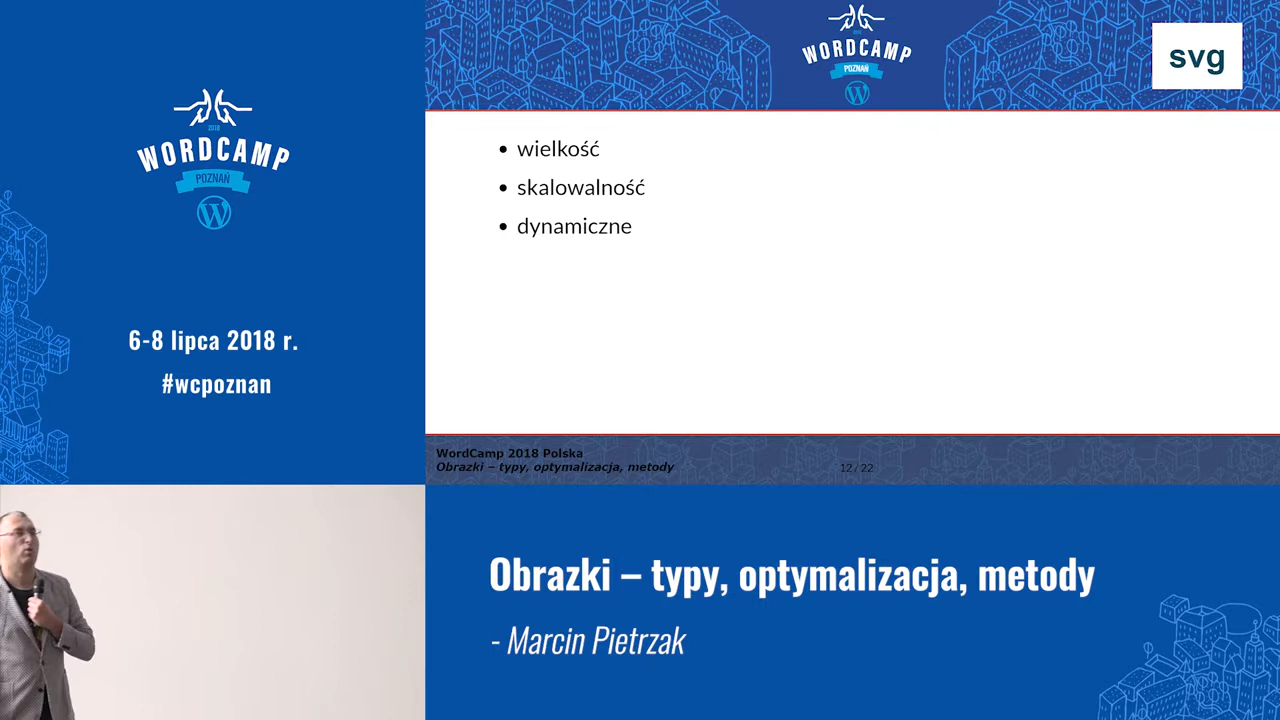 2018
WORDCAMP
POZNAŃ
6-8 lipca 2018 r.
#wcpoznan
WORDCAMP
POZNAŃ
svg
• wielkość
• skalowalność
• dynamiczne
WordCamp 2018 Polska
Obrazki – typy, optymalizacja, metody
12 / 22
Obrazki – typy, optymalizacja, metody
- Marcin Pietrzak